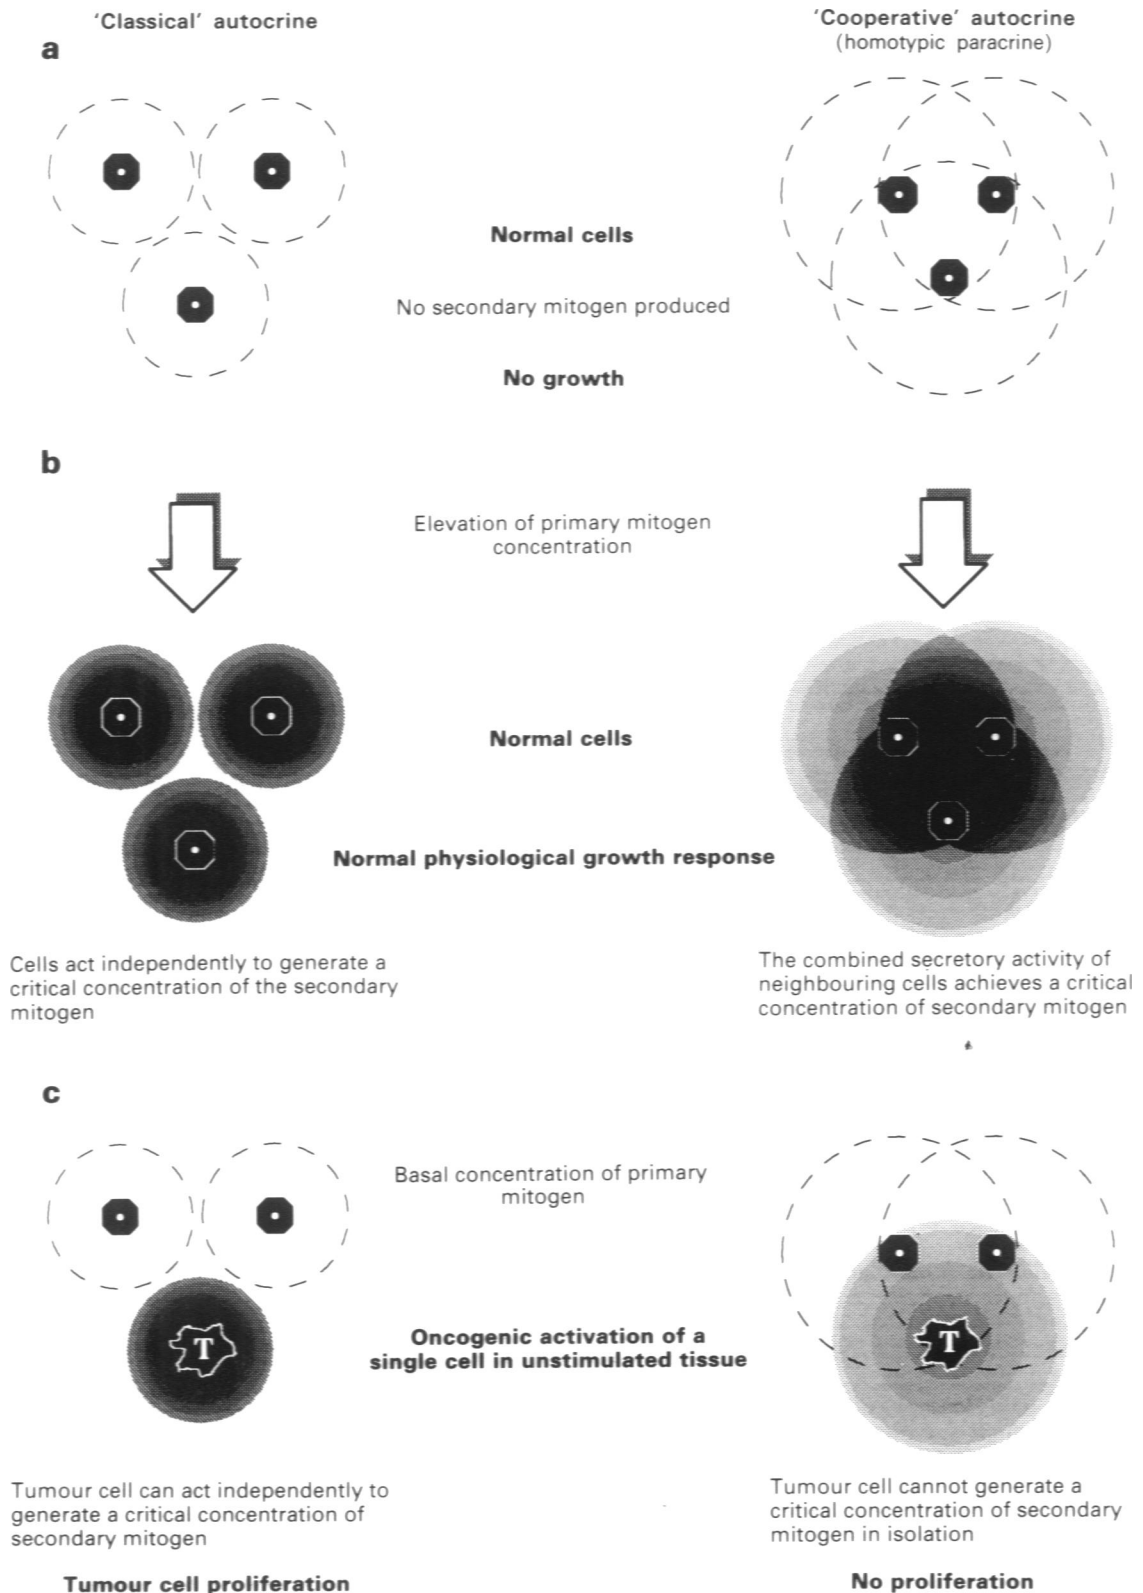 'Classical' autocrine
'Cooperative' autocrine
(homotypic paracrine)
a
Normal cells
No secondary mitogen produced
No growth
b
Elevation of primary mitogen
concentration
Normal cells
Normal physiological growth response
Cells act independently to generate a
critical concentration of the secondary
mitogen
The combined secretory activity of
neighbouring cells achieves a critical
concentration of secondary mitogen
c
Basal concentration of primary
mitogen
T
T
Oncogenic activation of a
single cell in unstimulated tissue
Tumour cell can act independently to
generate a critical concentration of
secondary mitogen
Tumour cell cannot generate a
critical concentration of secondary
mitogen in isolation
Tumour cell proliferation
No proliferation